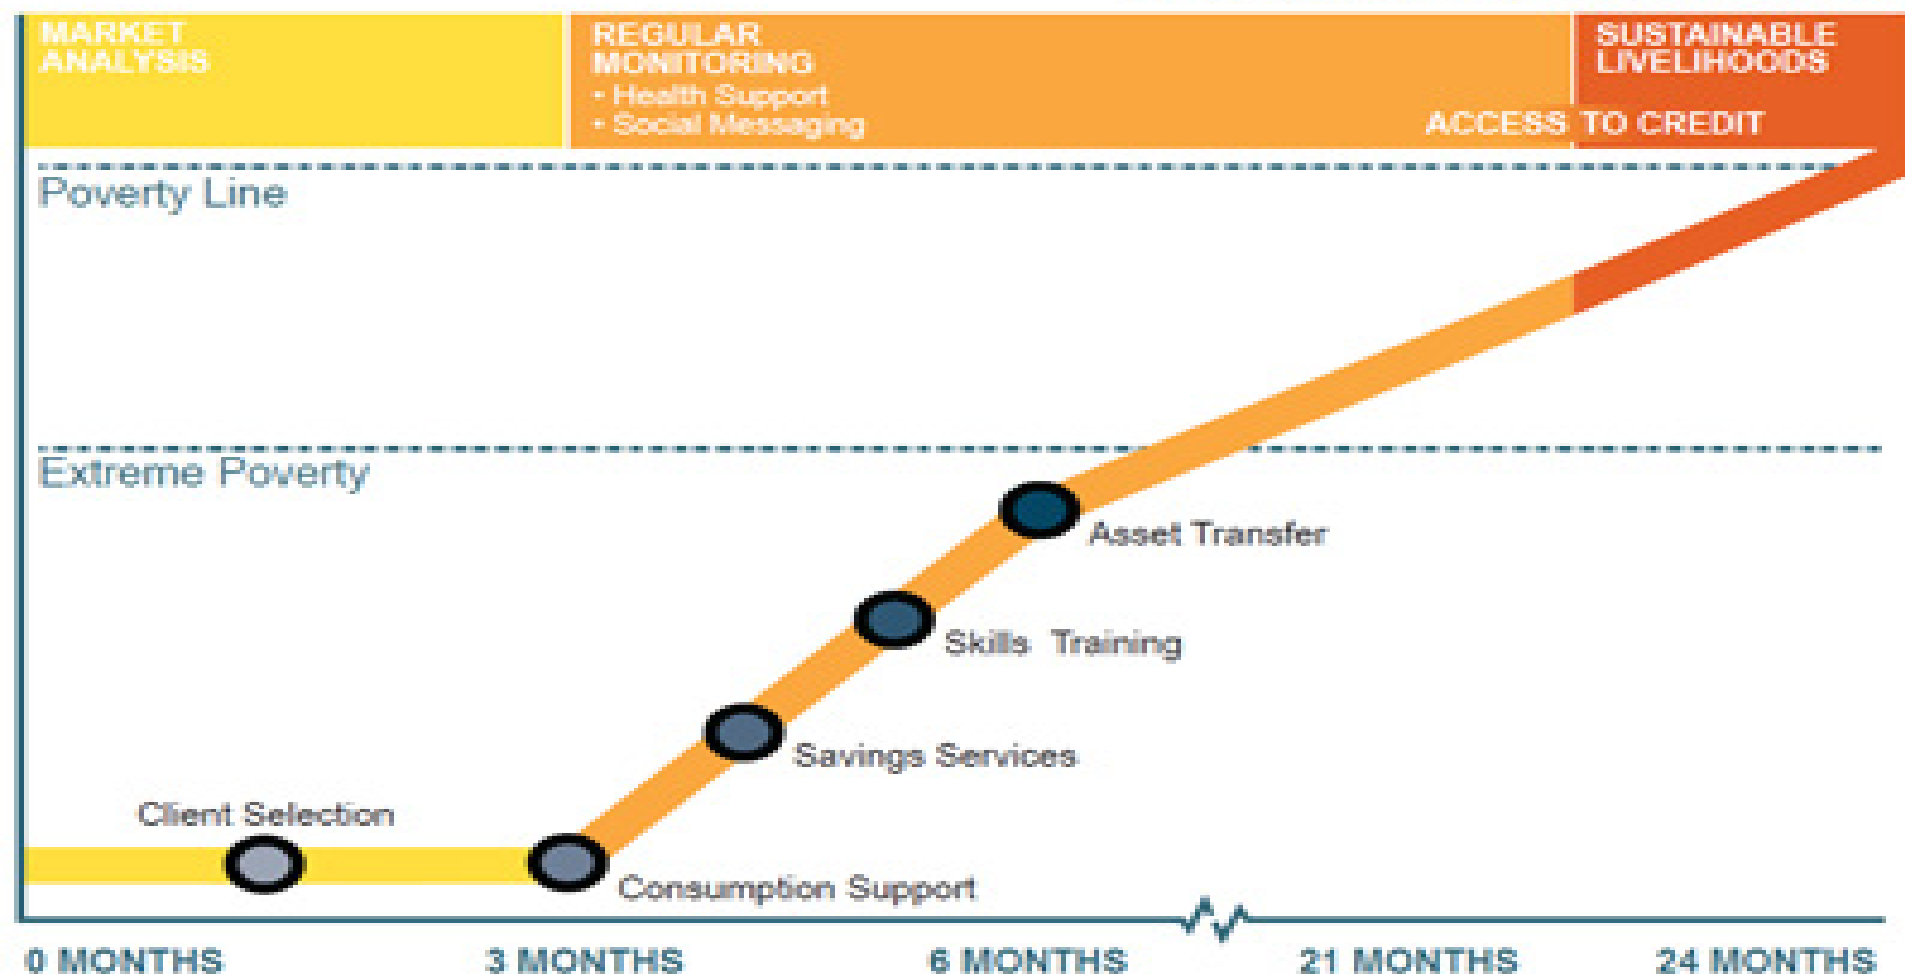 MARKET
ANALYSIS
REGULAR
MONITORING
• Health Support
• Social Messaging
SUSTAINABLE
LIVELIHOODS
ACCESS TO CREDIT
Poverty Line
Extreme Poverty
Asset Transfer
Skills Training
Savings Services
Client Selection
Consumption Support
0 MONTHS 3 MONTHS 6 MONTHS 21 MONTHS 24 MONTHS